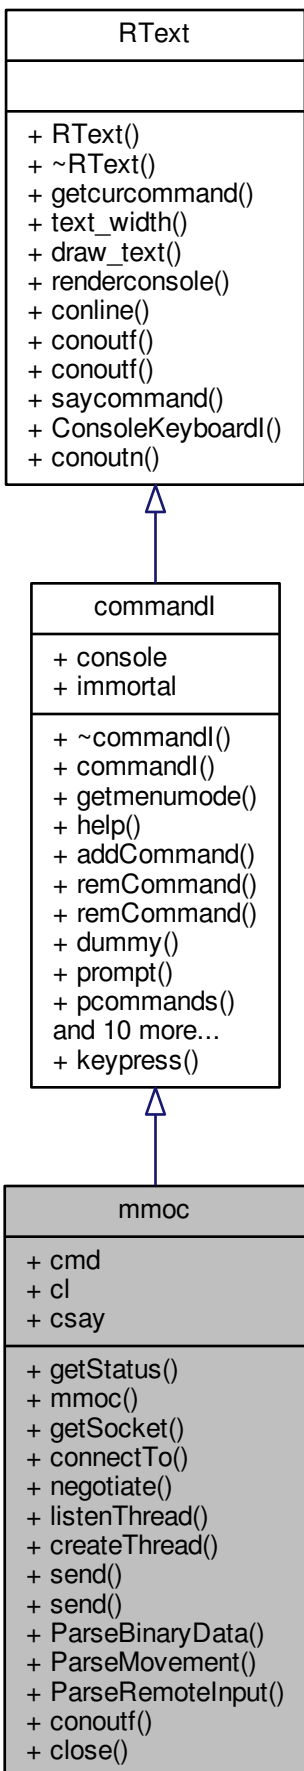 RText
+ RText()
+ ~RText()
+ getcurcommand()
+ text_width()
+ draw_text()
+ renderconsole()
+ conline()
+ conoutf()
+ conoutf()
+ saycommand()
+ ConsoleKeyboardI()
+ conoutn()
commandI
+ console
+ immortal
+ ~commandI()
+ commandI()
+ getmenumode()
+ help()
+ addCommand()
+ remCommand()
+ remCommand()
+ dummy()
+ prompt()
+ pcommands()
and 10 more...
+ keypress()
mmoc
+ cmd
+ cl
+ csay
+ getStatus()
+ mmoc()
+ getSocket()
+ connectTo()
+ negotiate()
+ listenThread()
+ createThread()
+ send()
+ send()
+ ParseBinaryData()
+ ParseMovement()
+ ParseRemoteInput()
+ conoutf()
+ close()